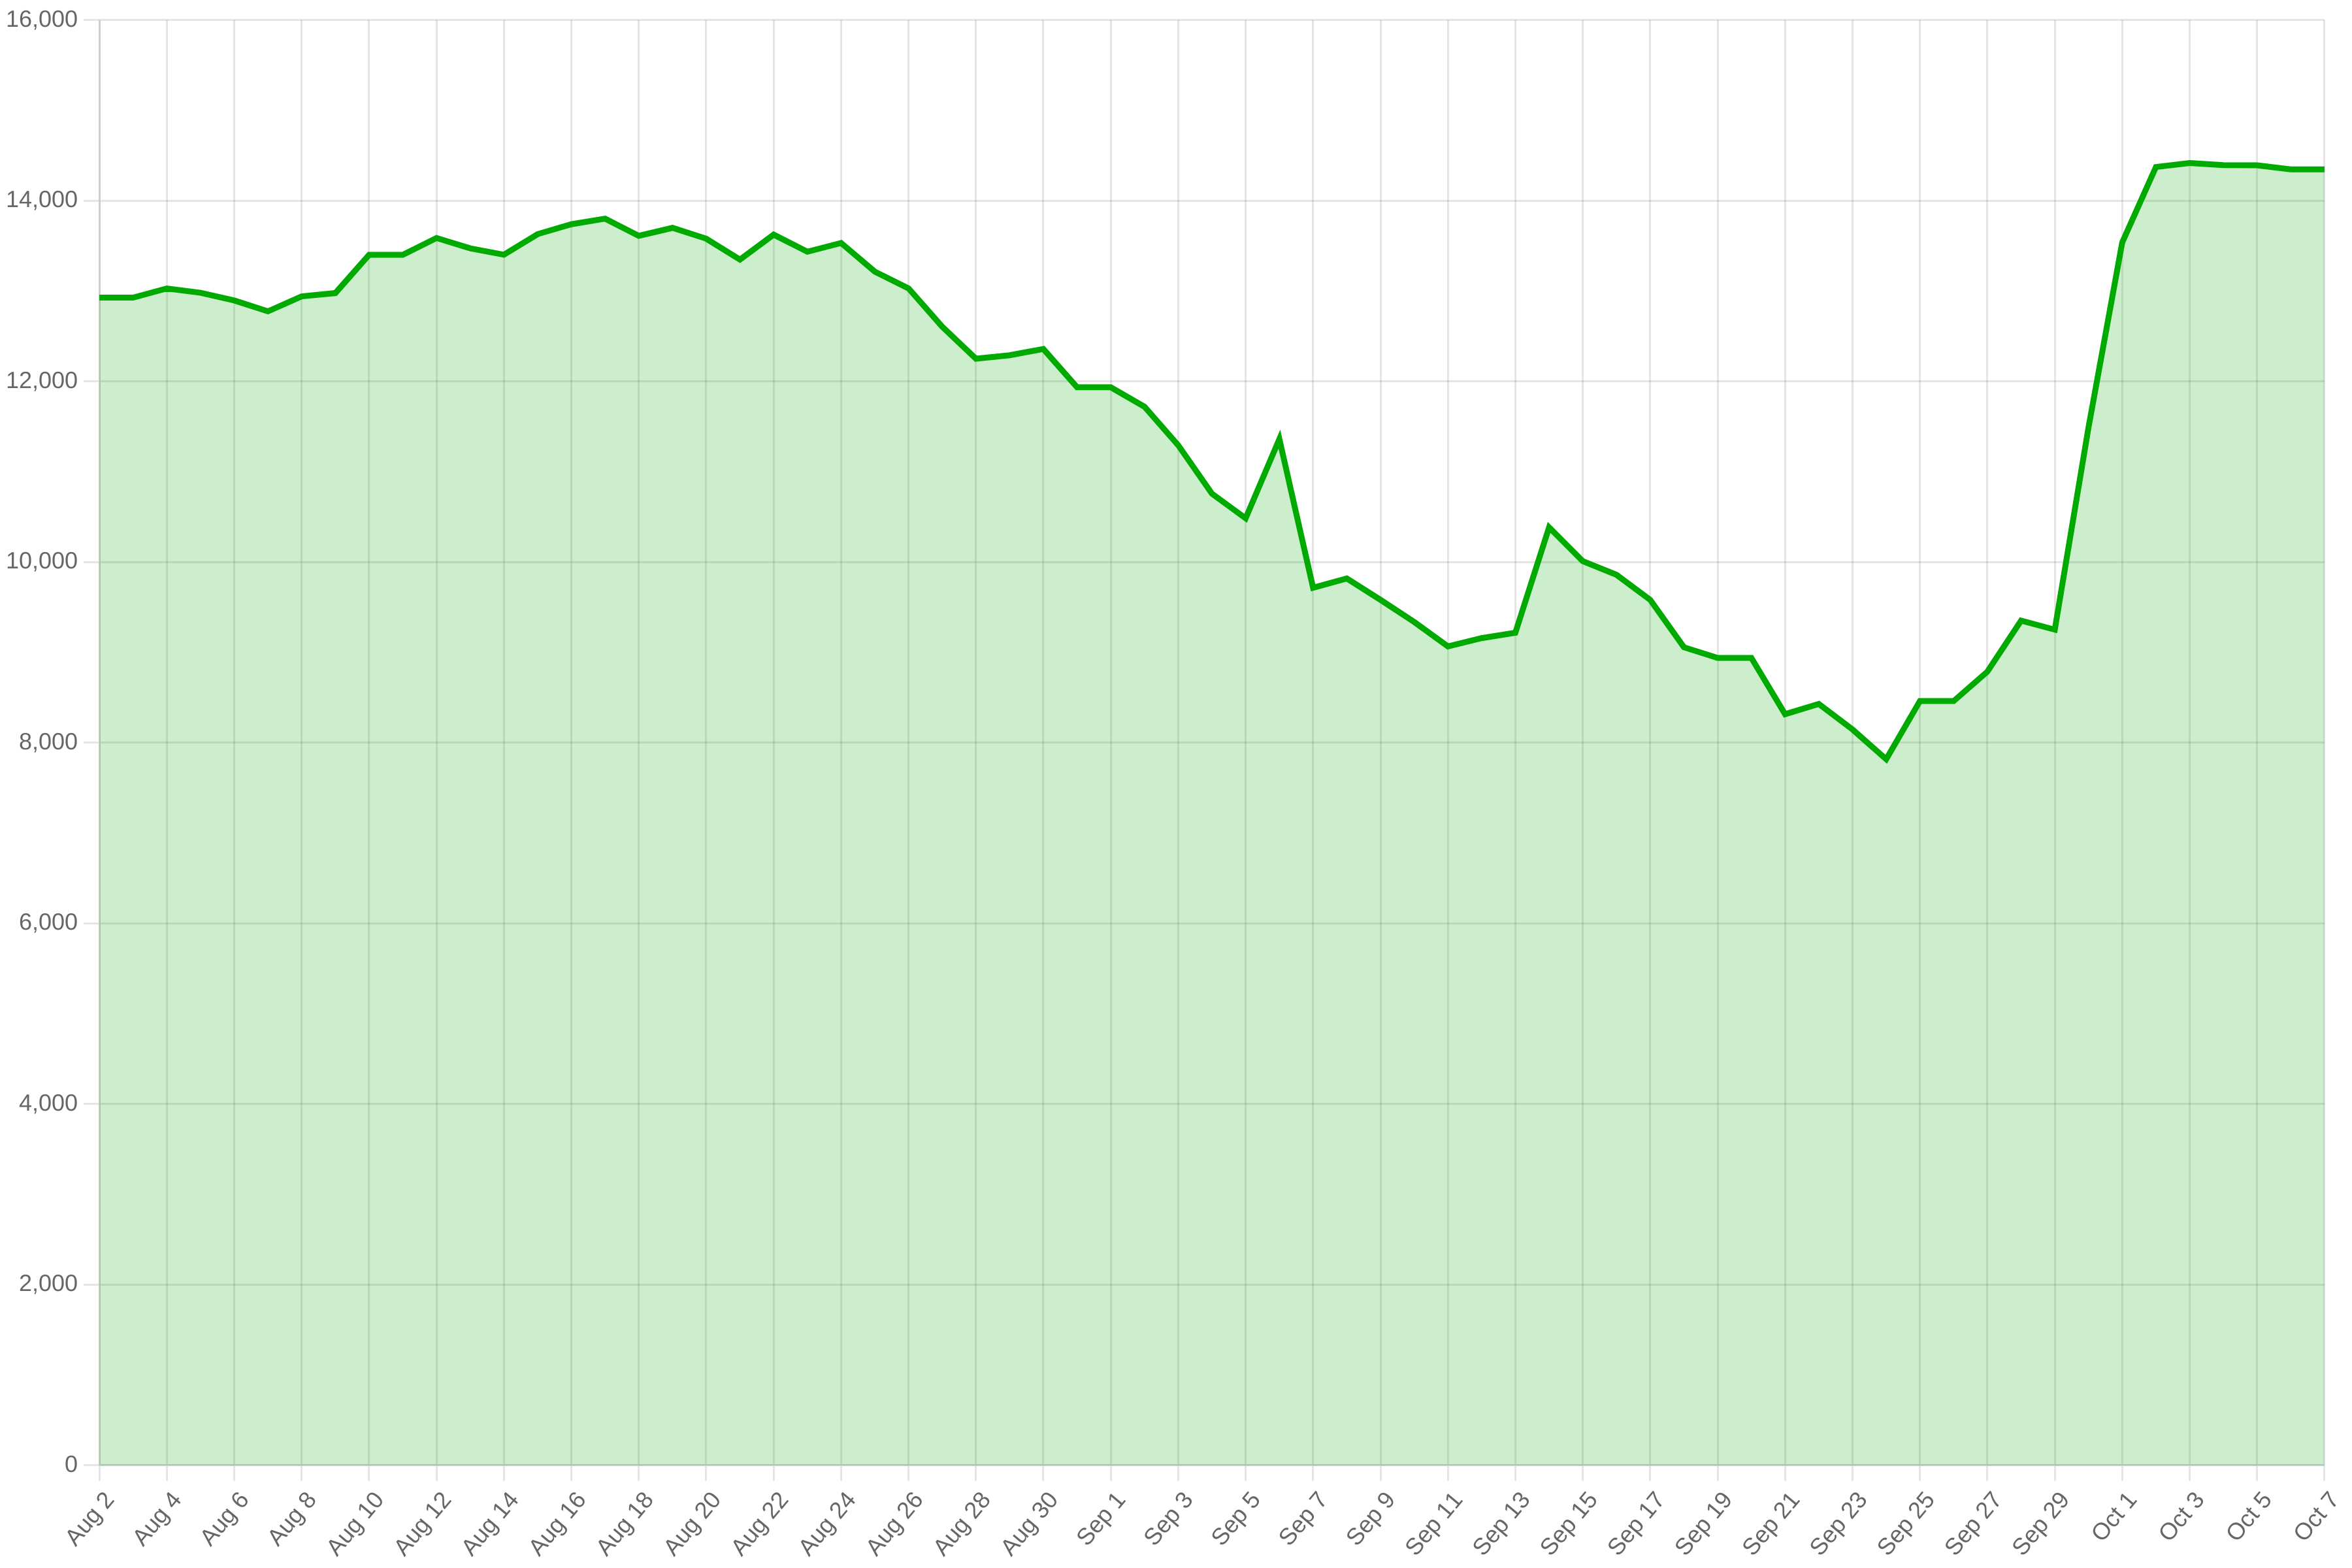 16,000
14,000
12,000
10,000
8,000
6,000
4,000
2,000
0
Aug 2
Aug 4
Aug 6
Aug 8
Aug 10
Aug 12
Aug 14
Aug 16
Aug 18
Aug 20
Aug 22
Aug 24
Aug 26
Aug 28
Aug 30
Sep 1
Sep 3
Sep 5
Sep 7
Sep 9
Sep 11
Sep 13
Sep 15
Sep 17
Sep 19
Sep 21
Sep 23
Sep 25
Sep 27
Sep 29
Oct 1
Oct 3
Oct 5
Oct 7